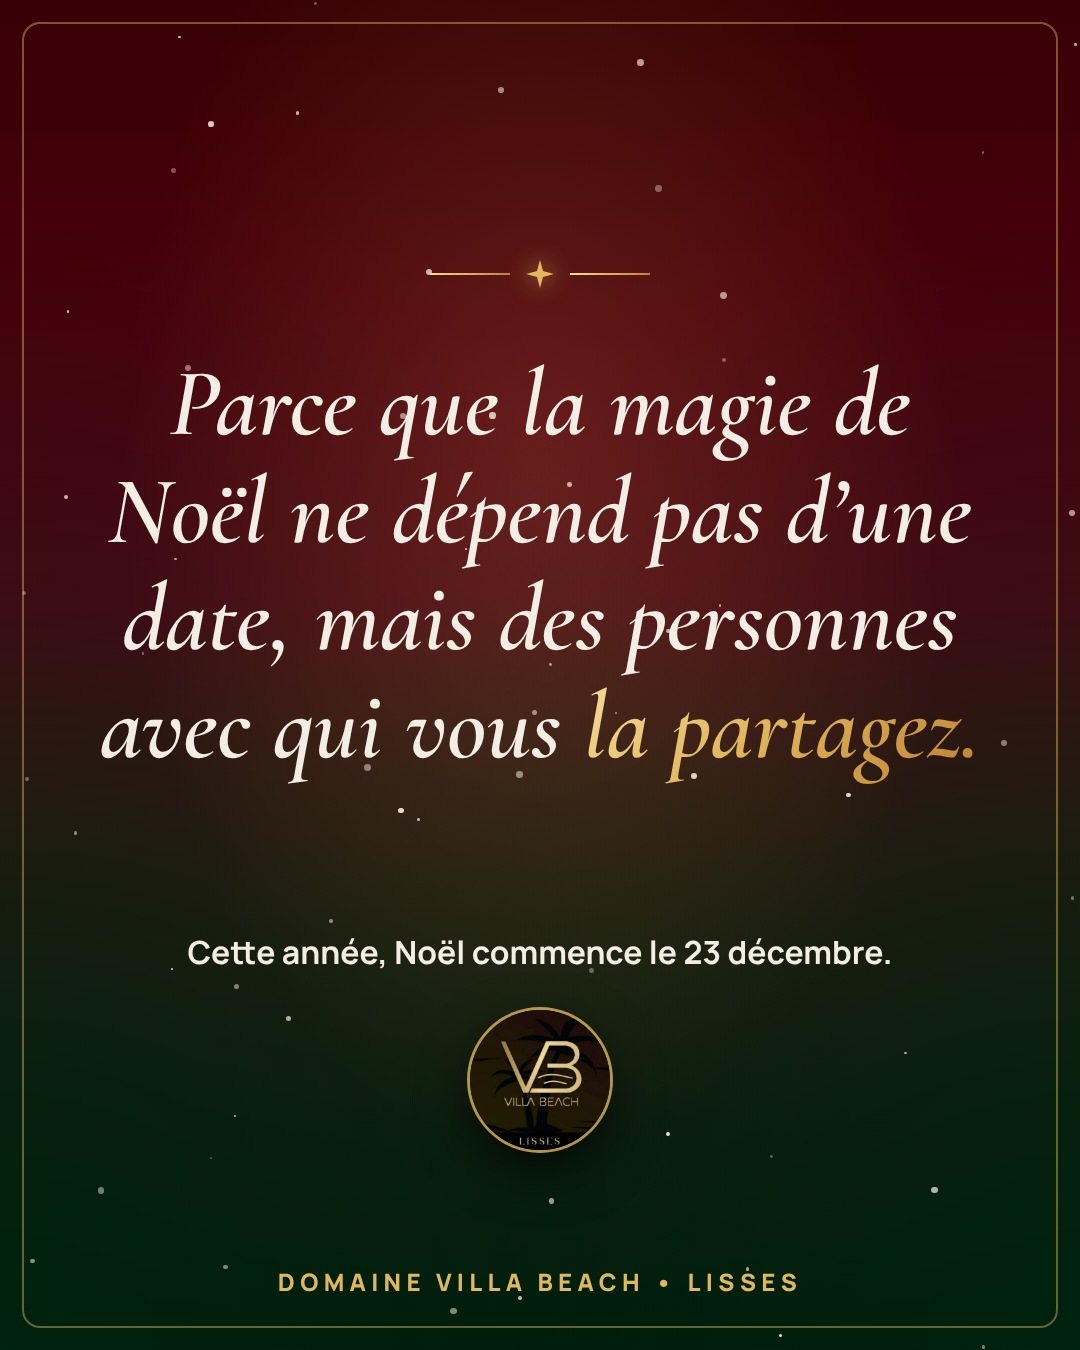 Parce que la magie de
Noël ne dépend pas d’une
date, mais des personnes
avec qui vous la partagez.
Cette année, Noël commence le 23 décembre.
VB
VILLA BEACH
LISSES
DOMAINE VILLA BEACH • LISSES